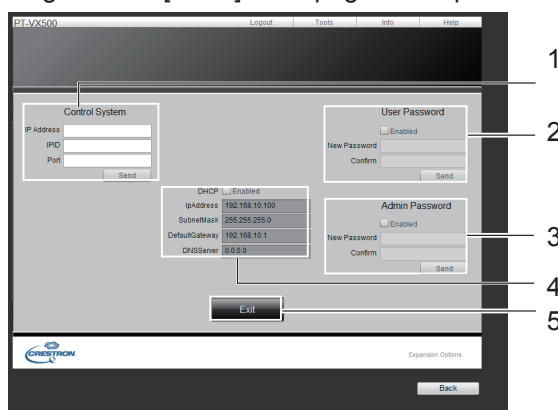 PT-VX500 Logout Tools Info Help
Control System
IP Address
IPID
Port
Send
User Password
Enabled
New Password
Confirm
Send
DHCP Enabled
IpAddress 192.168.10.100
SubnetMask 255.255.255.0
DefaultGateway 192.168.10.1
DNSServer 0.0.0.0
Admin Password
Enabled
New Password
Confirm
Send
Exit
CRESTRON
Expansion Options
Back
1
2
3
4
5